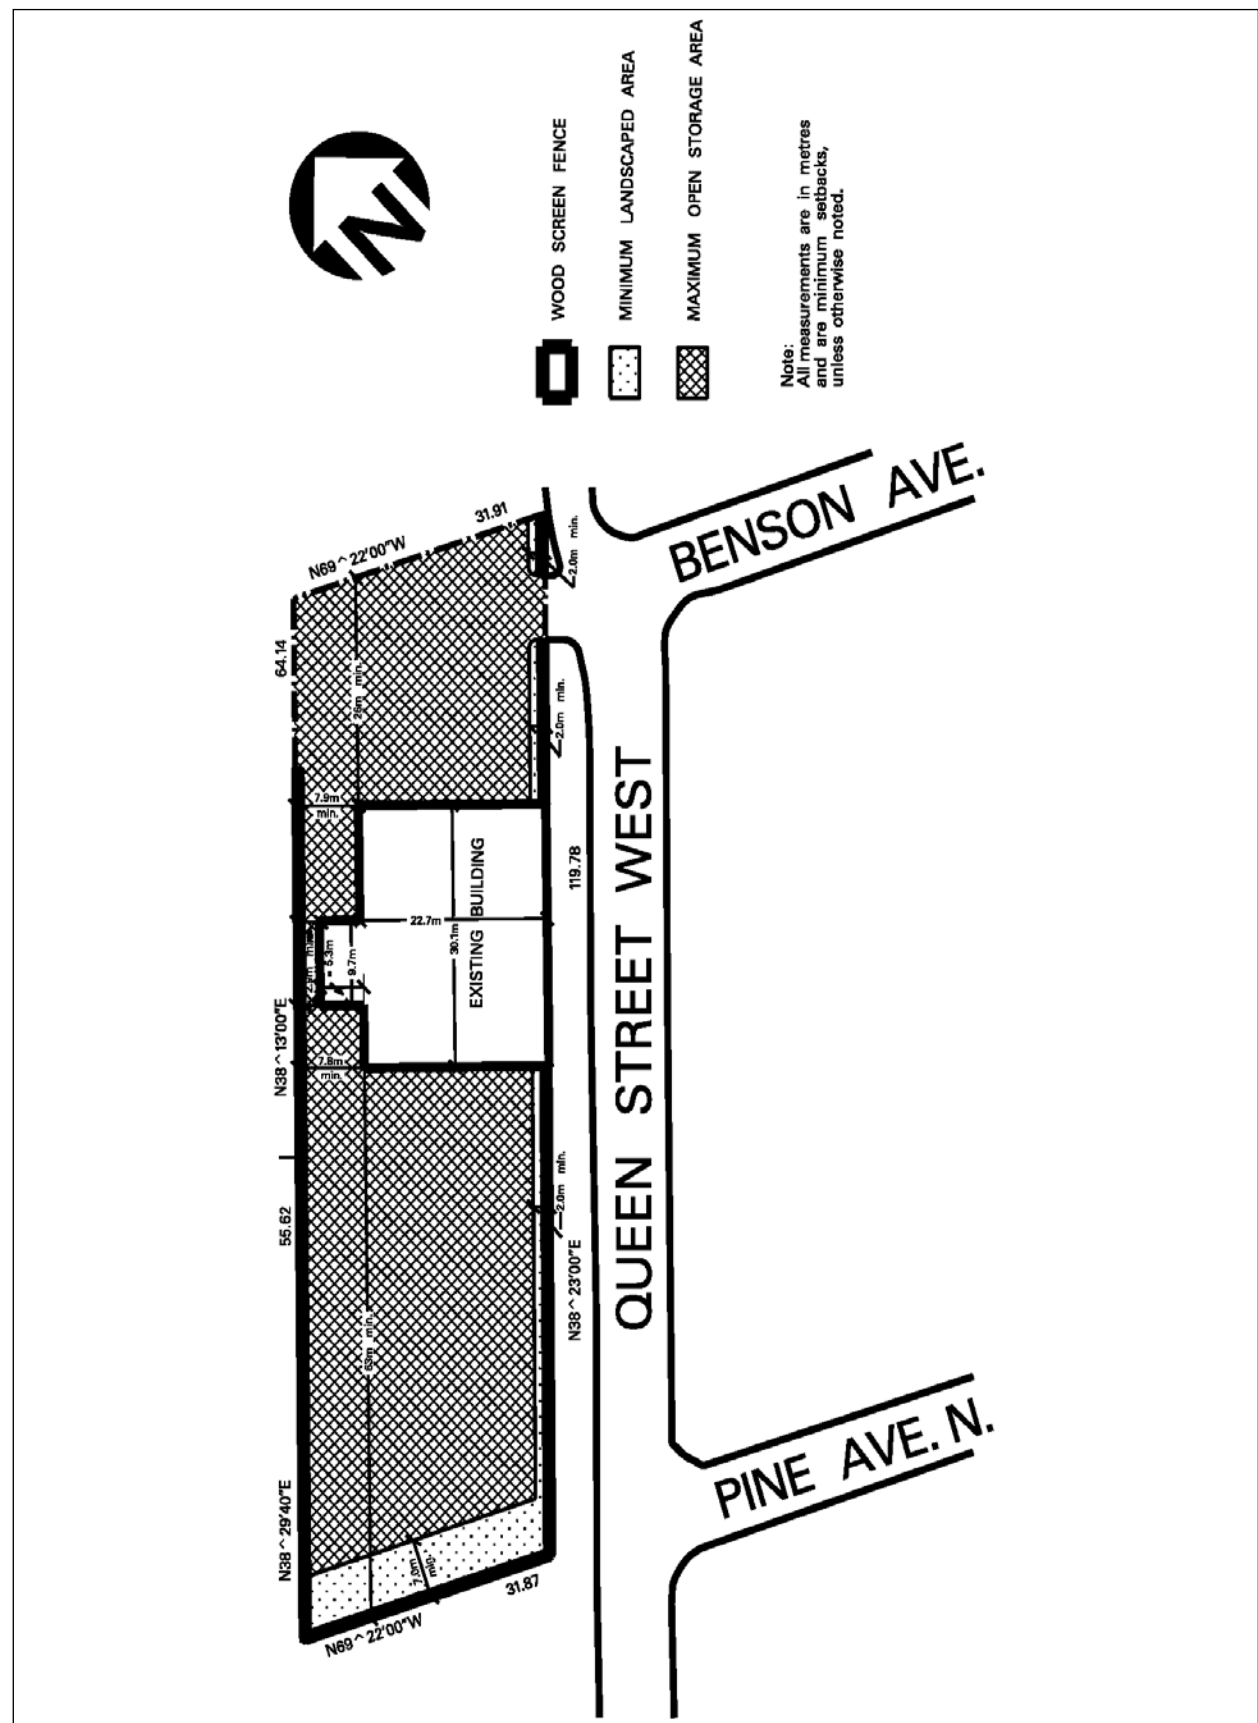 N
WOOD SCREEN FENCE
MINIMUM LANDSCAPED AREA
MAXIMUM OPEN STORAGE AREA
Note:
All measurements are in metres
and are minimum setbacks,
unless otherwise noted.
N69^22'00"W
31.91
64.14
26m min.
2.0m min.
2.0m min.
7.9m
min.
22.7m
30.1m
EXISTING BUILDING
119.78
min.
5.3m
9.7m
N38^13'00"E
7.8m
min.
55.62
63m min.
2.0m min.
N38^23'00"E
N38^29'40"E
7.0m
min.
31.87
N69^22'00"W
QUEEN STREET WEST
BENSON AVE.
PINE AVE. N.